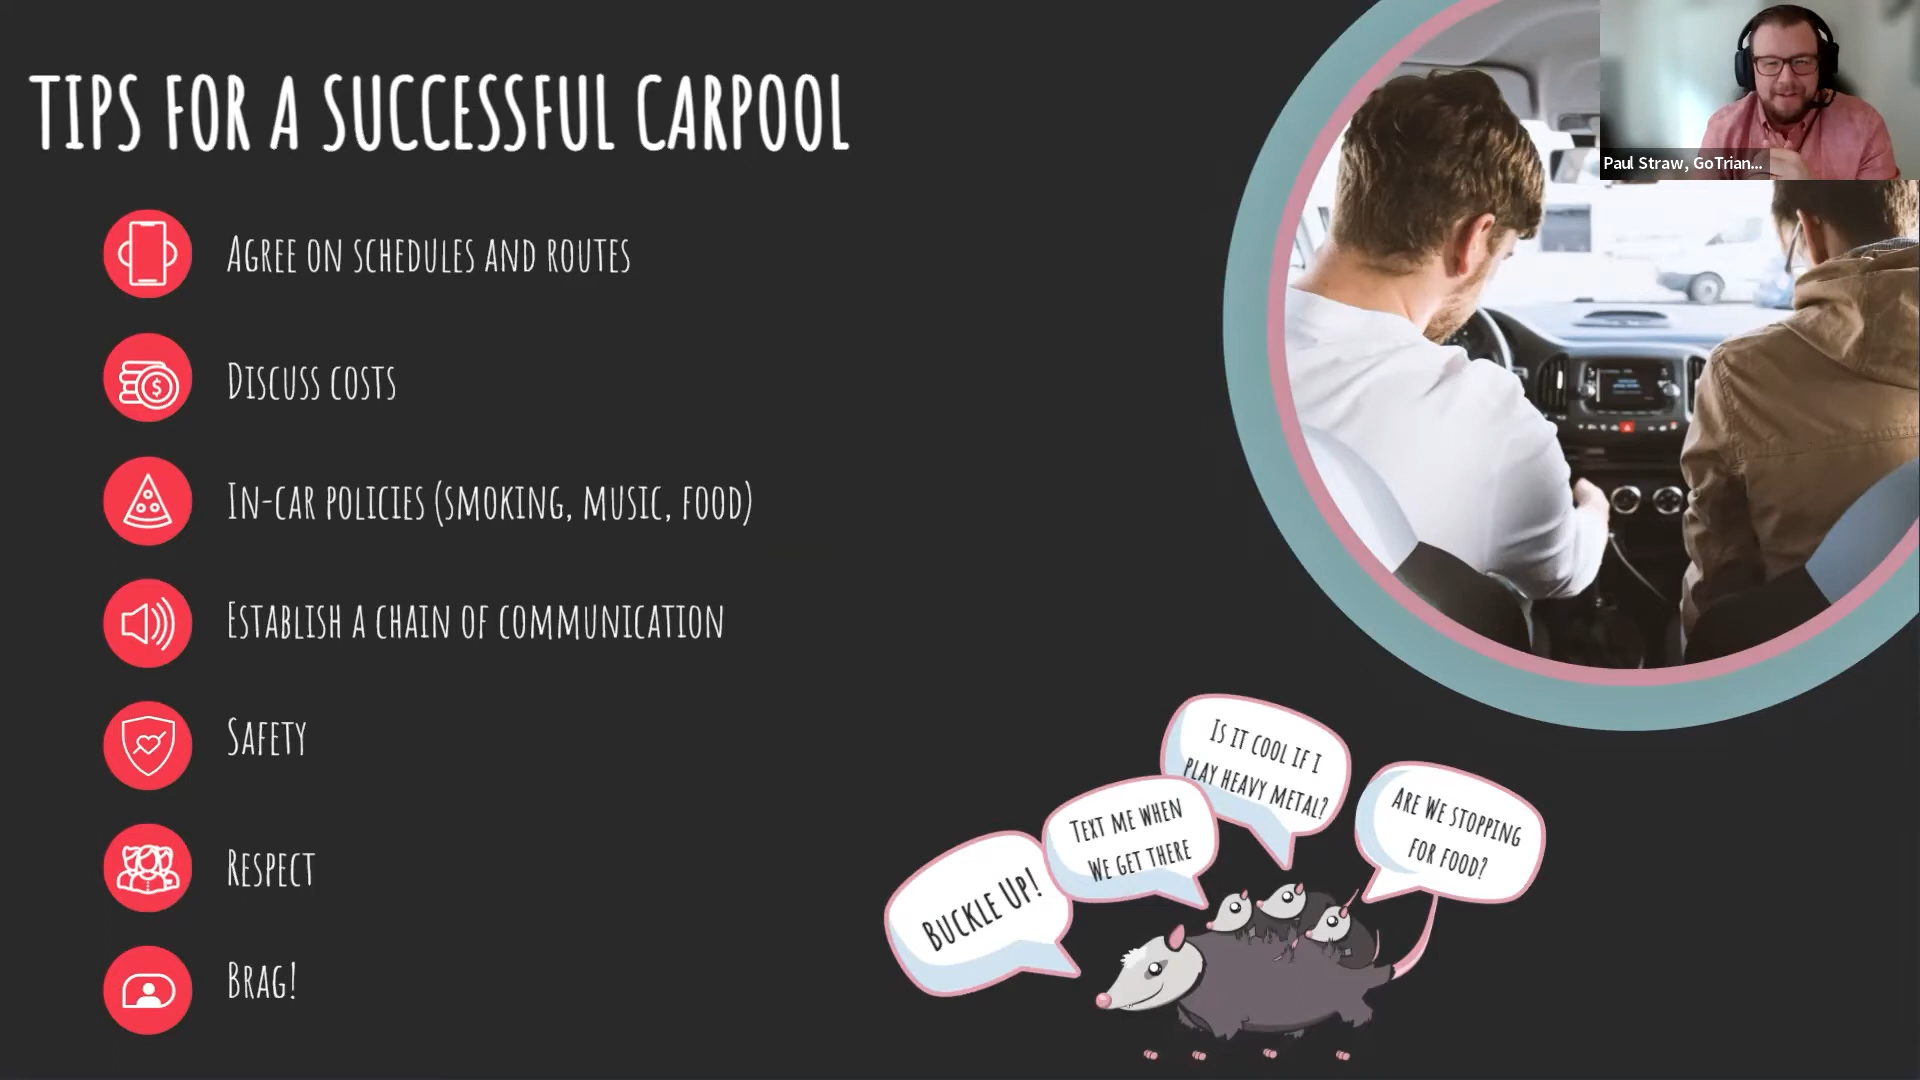 TIPS FOR A SUCCESSFUL CARPOOL
Paul Straw, GoTrian...
AGREE ON SCHEDULES AND ROUTES
DISCUSS COSTS
IN-CAR POLICIES (SMOKING, MUSIC, FOOD)
ESTABLISH A CHAIN OF COMMUNICATION
SAFETY
RESPECT
BRAG!
IS IT COOL IF I
PLAY HEAVY METAL?
TEXT ME WHEN
WE GET THERE
ARE WE STOPPING
FOR FOOD?
BUCKLE UP!